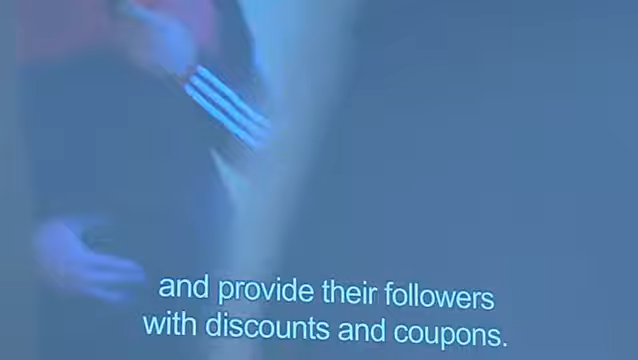 and provide their followers
with discounts and coupons.